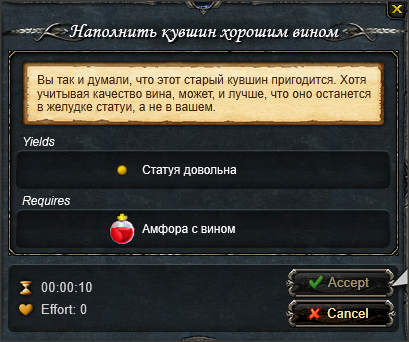 Наполнить кувшин хорошим вином
Вы так и думали, что этот старый кувшин пригодится. Хотя
учитывая качество вина, может, и лучше, что оно останется
в желудке статуи, а не в вашем.
Yields
Статуя довольна
Requires
Амфора с вином
00:00:10
Accept
Effort: 0
Cancel